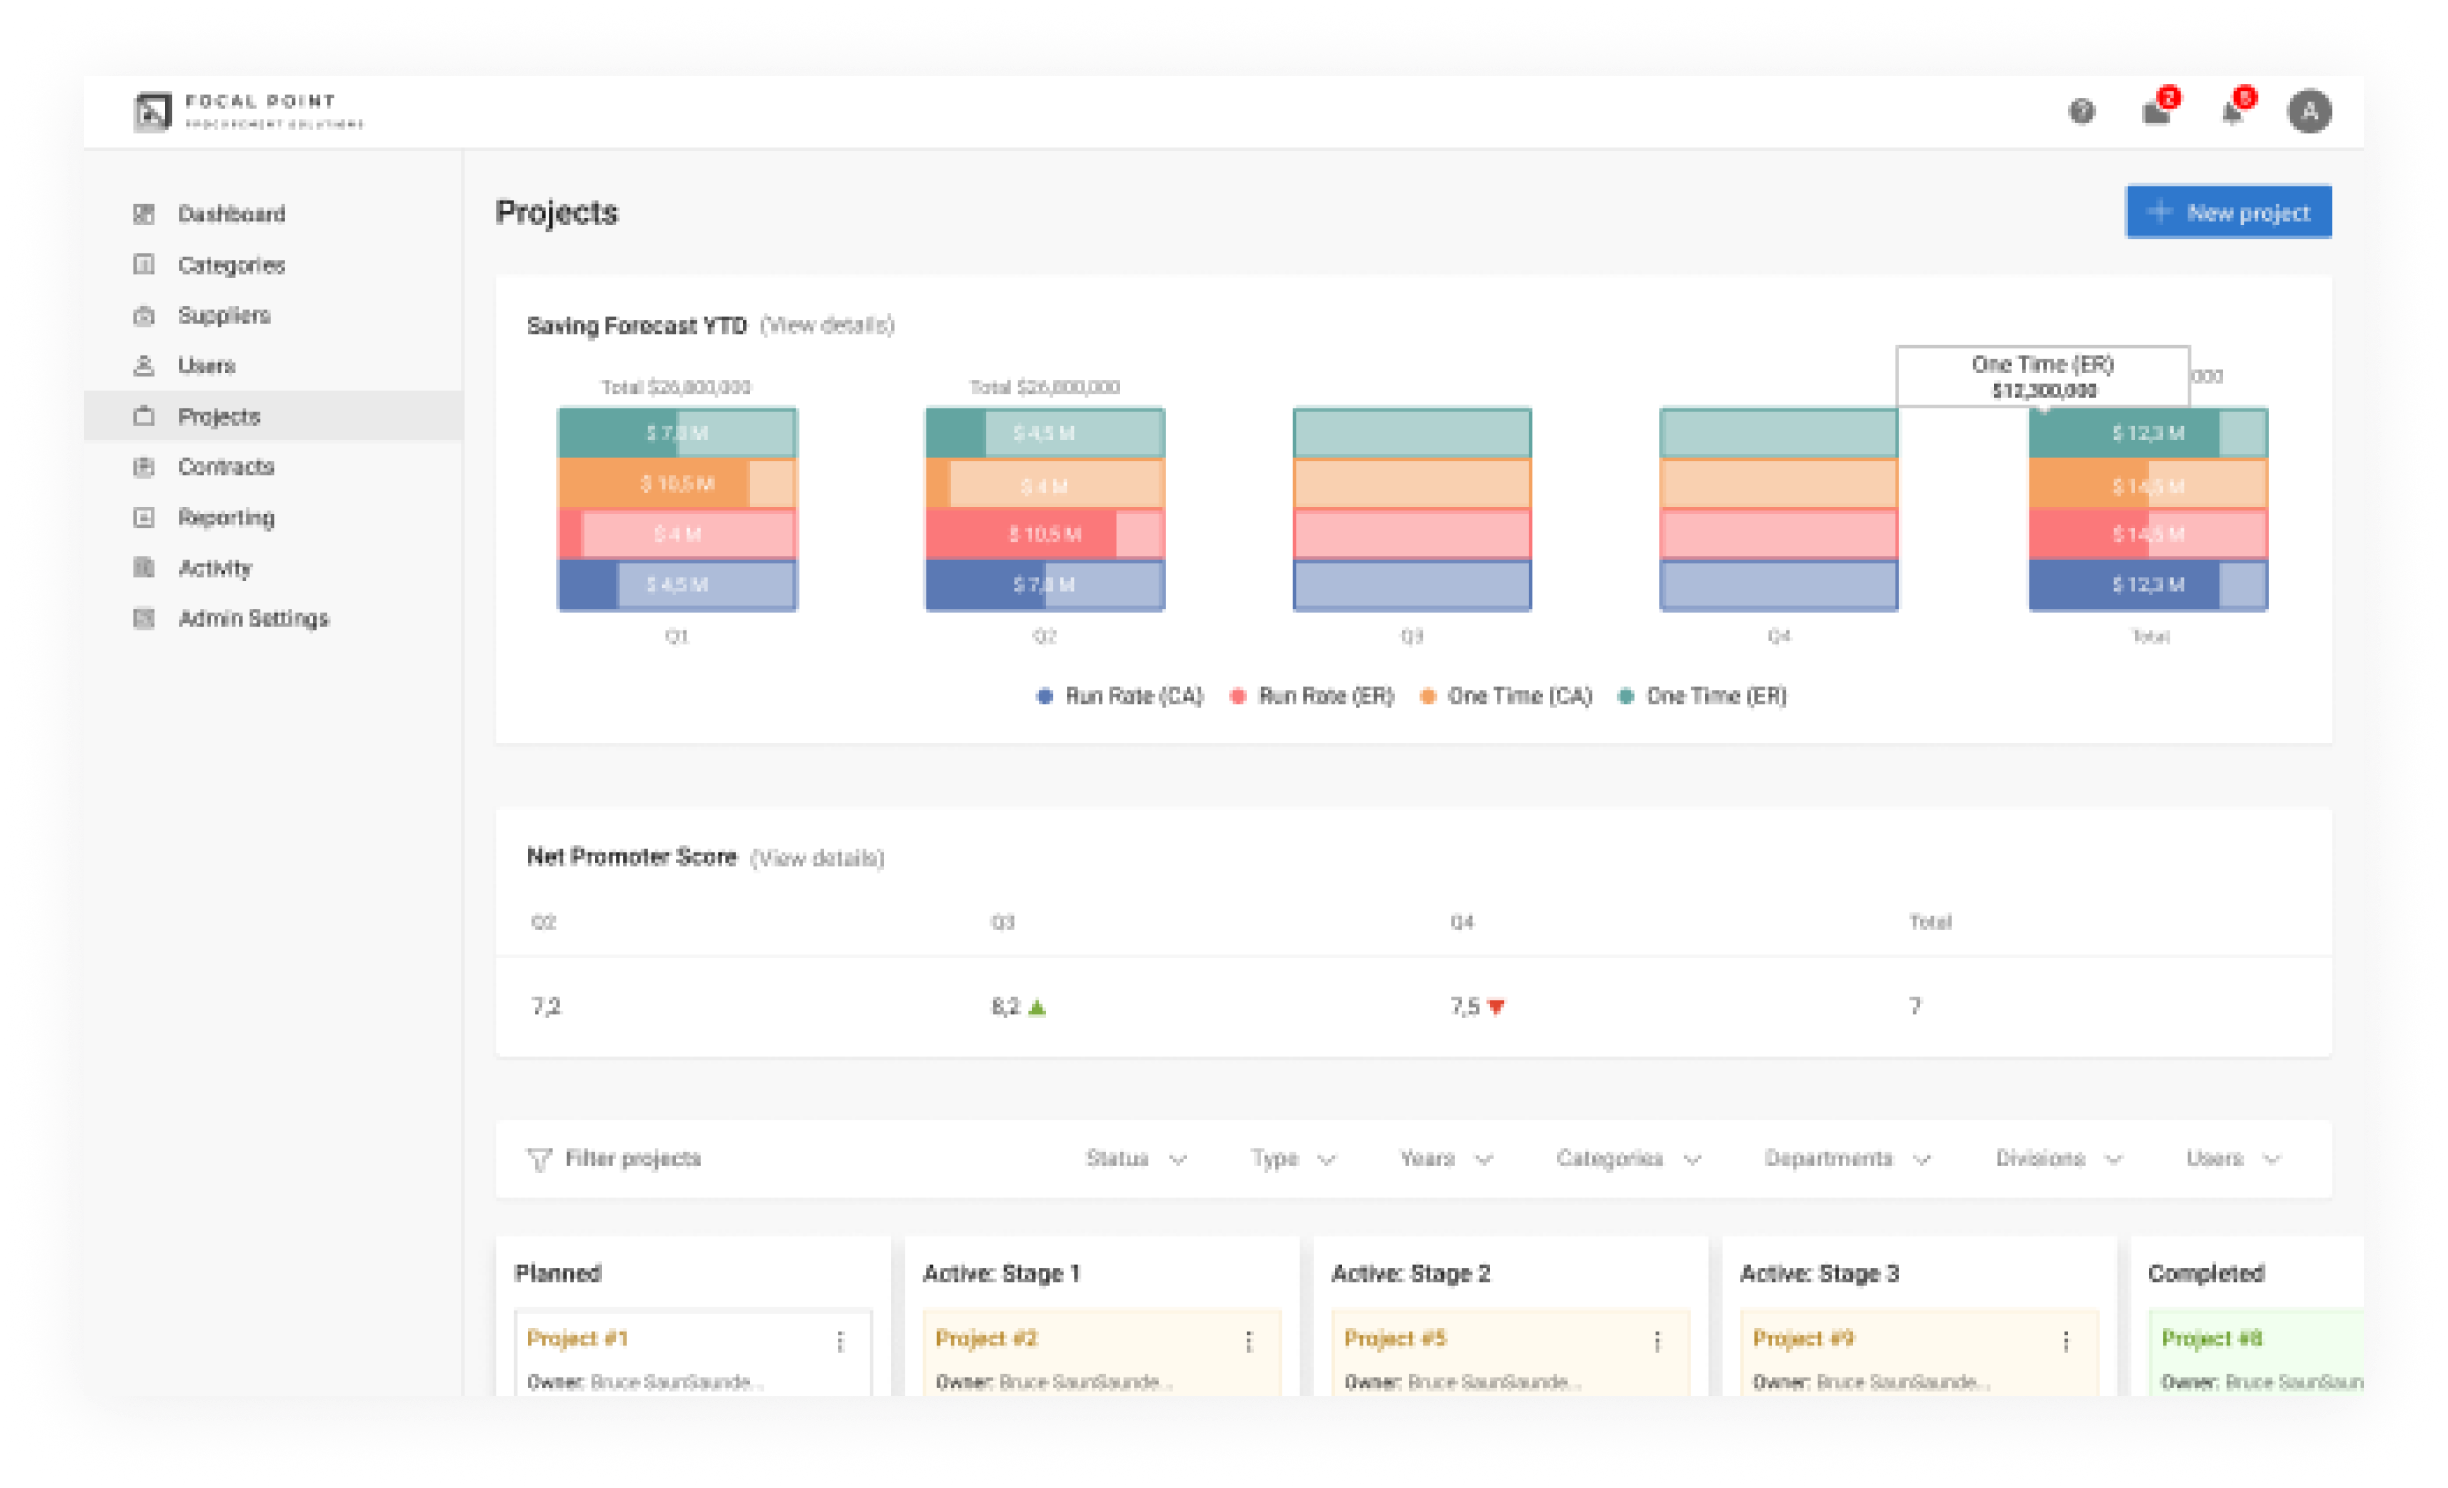 FOCAL POINT
PROCUREMENT SOLUTIONS
2
5
A
Dashboard
Categories
Suppliers
Users
Projects
Contracts
Reporting
Activity
Admin Settings
Projects
New project
Saving Forecast YTD (View details)
Total $26,800,000
Total $26,800,000
One Time (ER)
$12,300,000
000
$ 7,8 M
$ 4,5 M
$ 12,3 M
$ 10,5 M
$ 4 M
$ 14,5 M
$ 4 M
$ 10,5 M
$ 14,5 M
$ 4,5 M
$ 7,8 M
$ 12,3 M
Q1
Q2
Q3
Q4
Total
Run Rate (CA)
Run Rate (ER)
One Time (CA)
One Time (ER)
Net Promoter Score (View details)
Q2
Q3
Q4
Total
7,2
8,2
7,5
7
Filter projects
Status
Type
Years
Categories
Departments
Divisions
Users
Planned
Active: Stage 1
Active: Stage 2
Active: Stage 3
Completed
Project #1
Project #2
Project #5
Project #9
Project #8
Owner: Bruce SaunSaunde...
Owner: Bruce SaunSaunde...
Owner: Bruce SaunSaunde...
Owner: Bruce SaunSaunde...
Owner: Bruce SaunSaun